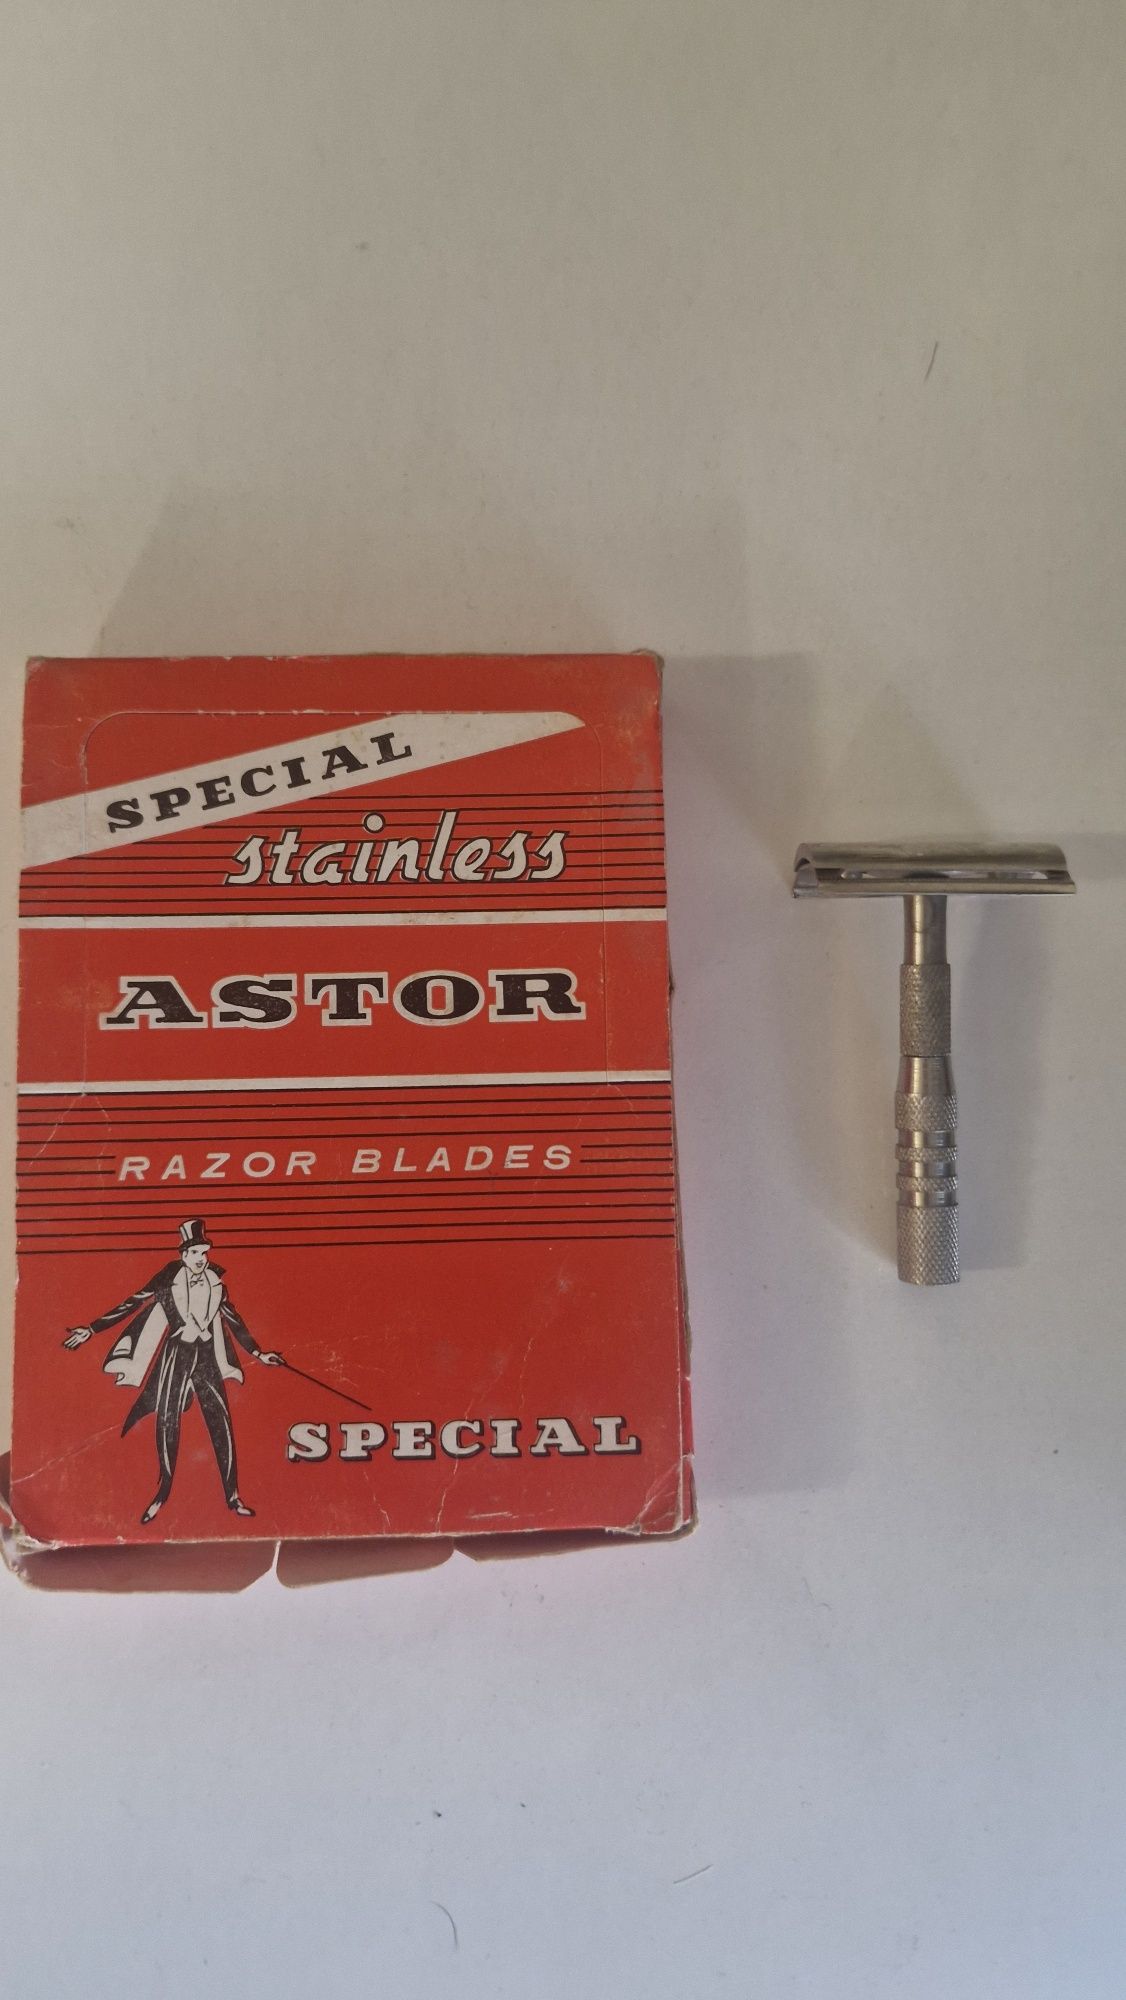 SPECIAL
stainless
ASTOR
RAZOR BLADES
SPECIAL